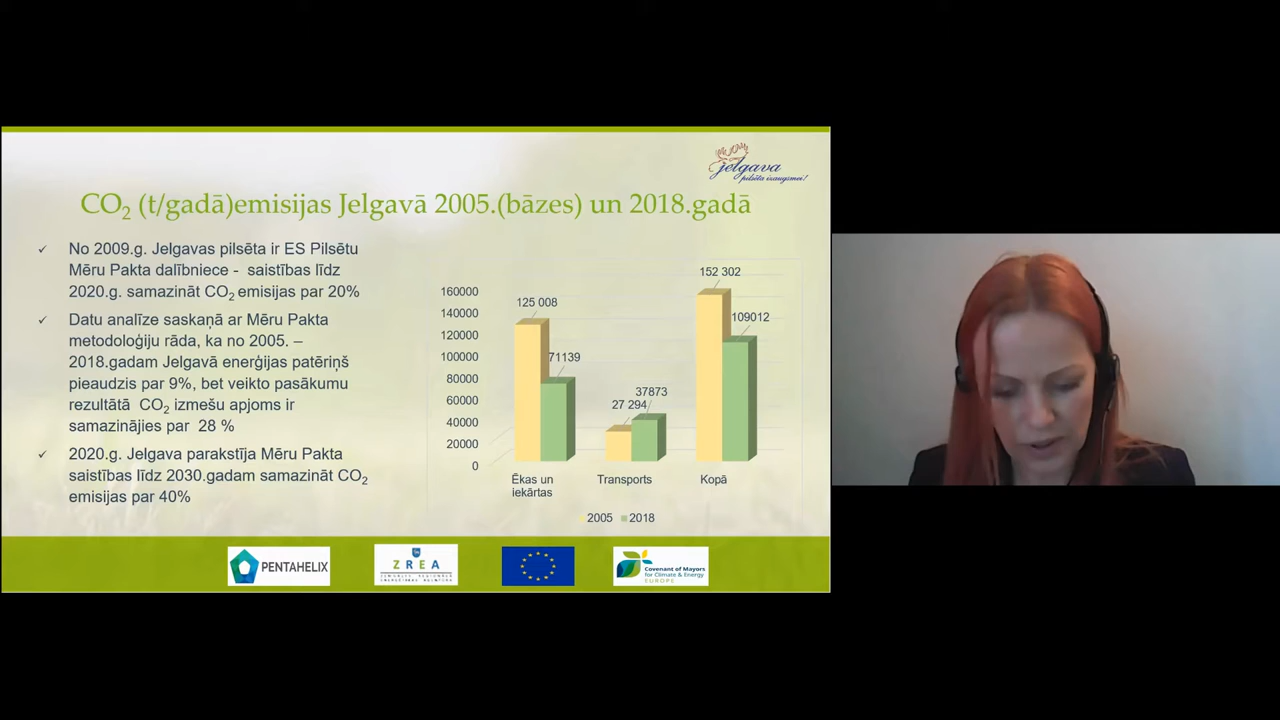 jelgava
pilsēta izaugsmei!
CO2 (t/gadā)emisijas Jelgavā 2005.(bāzes) un 2018.gadā
✓ No 2009.g. Jelgavas pilsēta ir ES Pilsētu
Mēru Pakta dalībniece - saistības līdz
2020.g. samazināt CO2 emisijas par 20%
✓ Datu analīze saskaņā ar Mēru Pakta
metodoloģiju rāda, ka no 2005. –
2018.gadam Jelgavā enerģijas patēriņš
pieaudzis par 9%, bet veikto pasākumu
rezultātā CO2 izmešu apjoms ir
samazinājies par 28 %
✓ 2020.g. Jelgava parakstīja Mēru Pakta
saistības līdz 2030.gadam samazināt CO2
emisijas par 40%
160000
140000
120000
100000
80000
60000
40000
20000
0
125 008
71139
27 294
37873
152 302
109012
Ēkas un
iekārtas
Transports
Kopā
2005
2018
PENTAHELIX
ZREA
Covenant of Mayors
for Climate & Energy
EUROPE